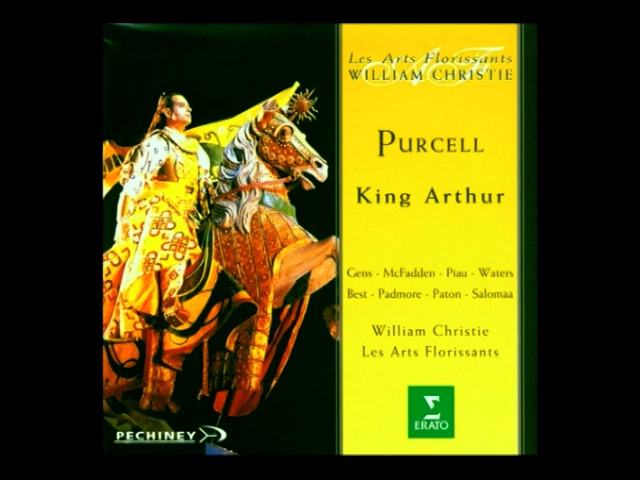 Les Arts Florissants
WILLIAM CHRISTIE
PURCELL
King Arthur
Gens - McFadden - Piau - Waters
Best - Padmore - Paton - Salomaa
William Christie
Les Arts Florissants
ERATO
PECHINEY